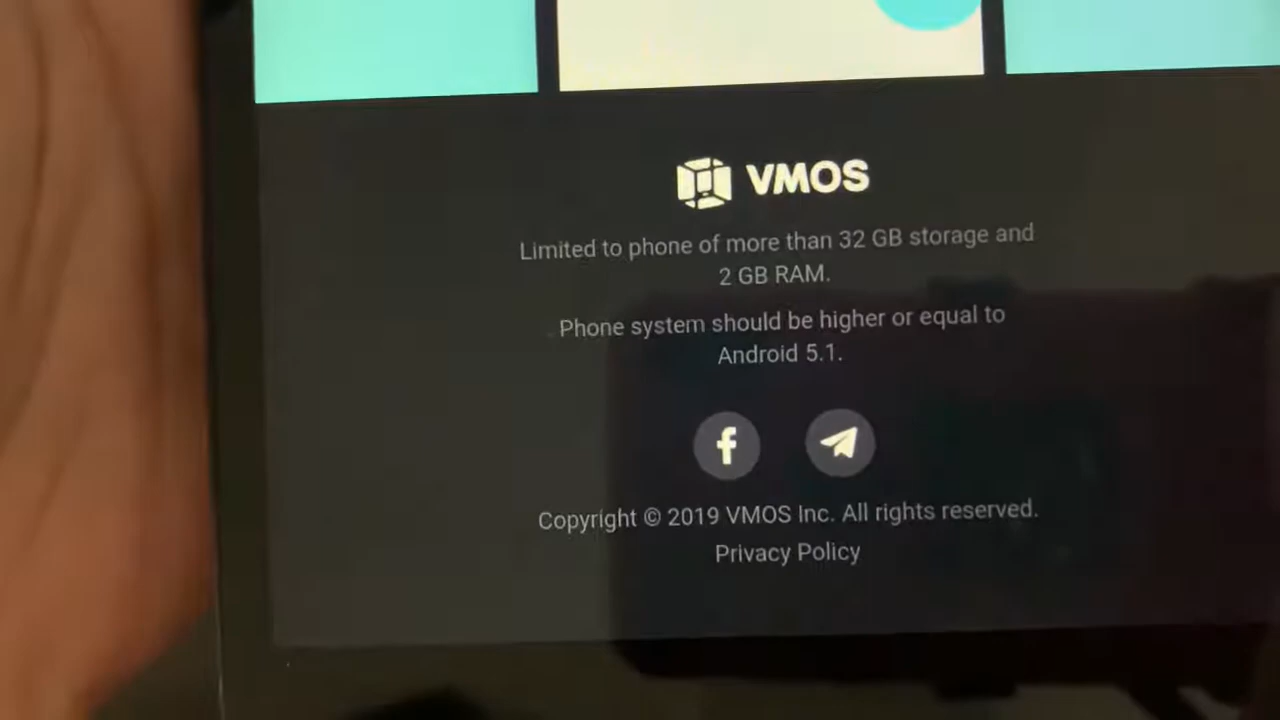 VMOS
Limited to phone of more than 32 GB storage and
2 GB RAM.
Phone system should be higher or equal to
Android 5.1.
Copyright © 2019 VMOS Inc. All rights reserved.
Privacy Policy